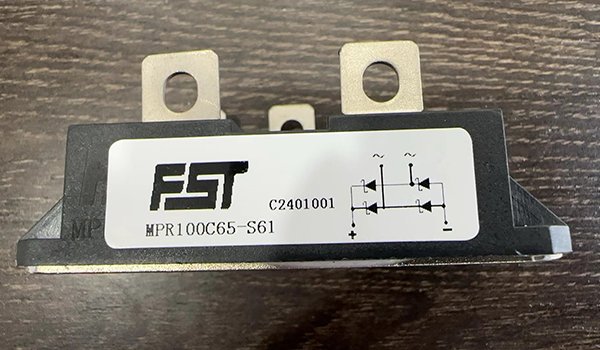 FST
C2401001
MPR100C65-S61
~ ~
+ −
MP